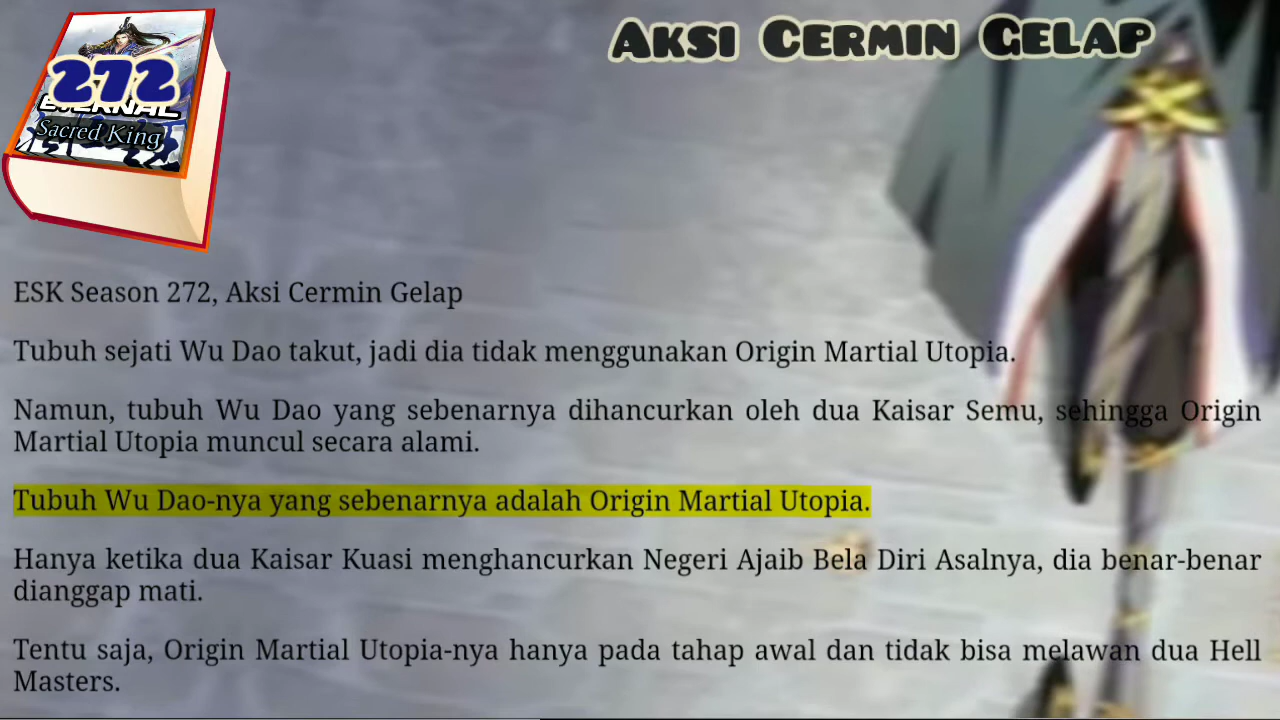 Aksi Cermin Gelap
272
ETERNAL
Sacred King
ESK Season 272, Aksi Cermin Gelap
Tubuh sejati Wu Dao takut, jadi dia tidak menggunakan Origin Martial Utopia.
Namun, tubuh Wu Dao yang sebenarnya dihancurkan oleh dua Kaisar Semu, sehingga Origin
Martial Utopia muncul secara alami.
Tubuh Wu Dao-nya yang sebenarnya adalah Origin Martial Utopia.
Hanya ketika dua Kaisar Kuasi menghancurkan Negeri Ajaib Bela Diri Asalnya, dia benar-benar
dianggap mati.
Tentu saja, Origin Martial Utopia-nya hanya pada tahap awal dan tidak bisa melawan dua Hell
Masters.